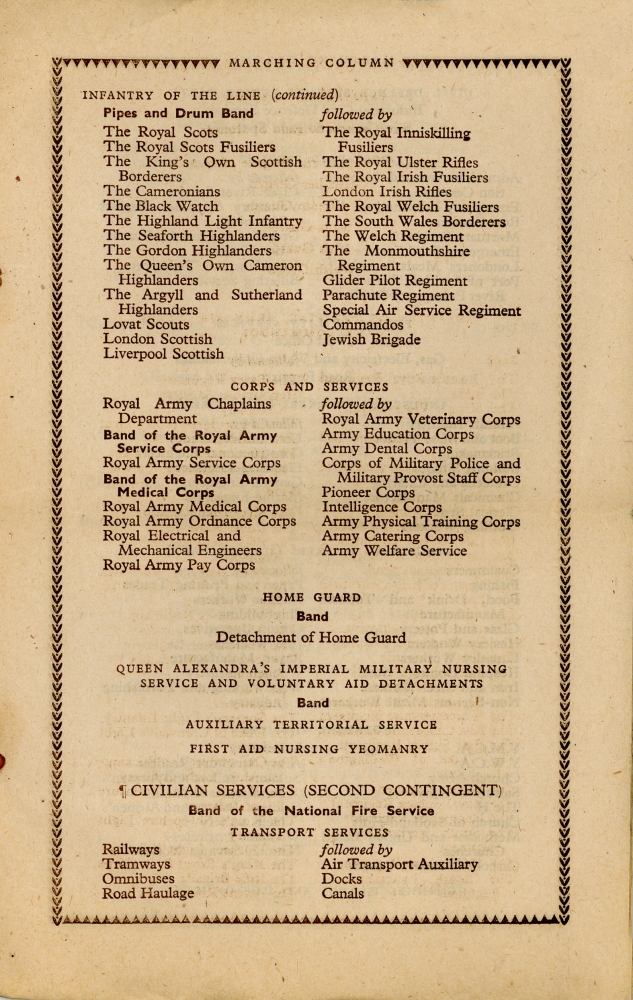 MARCHING COLUMN
INFANTRY OF THE LINE (continued)
Pipes and Drum Band
The Royal Scots
The Royal Scots Fusiliers
The King's Own Scottish
Borderers
The Cameronians
The Black Watch
The Highland Light Infantry
The Seaforth Highlanders
The Gordon Highlanders
The Queen's Own Cameron
Highlanders
The Argyll and Sutherland
Highlanders
Lovat Scouts
London Scottish
Liverpool Scottish
followed by
The Royal Inniskilling
Fusiliers
The Royal Ulster Rifles
The Royal Irish Fusiliers
London Irish Rifles
The Royal Welch Fusiliers
The South Wales Borderers
The Welch Regiment
The Monmouthshire
Regiment
Glider Pilot Regiment
Parachute Regiment
Special Air Service Regiment
Commandos
Jewish Brigade
CORPS AND SERVICES
Royal Army Chaplains
Department
Band of the Royal Army
Service Corps
Royal Army Service Corps
Band of the Royal Army
Medical Corps
Royal Army Medical Corps
Royal Army Ordnance Corps
Royal Electrical and
Mechanical Engineers
Royal Army Pay Corps
followed by
Royal Army Veterinary Corps
Army Education Corps
Army Dental Corps
Corps of Military Police and
Military Provost Staff Corps
Pioneer Corps
Intelligence Corps
Army Physical Training Corps
Army Catering Corps
Army Welfare Service
HOME GUARD
Band
Detachment of Home Guard
QUEEN ALEXANDRA'S IMPERIAL MILITARY NURSING
SERVICE AND VOLUNTARY AID DETACHMENTS
Band
AUXILIARY TERRITORIAL SERVICE
FIRST AID NURSING YEOMANRY
¶ CIVILIAN SERVICES (SECOND CONTINGENT)
Band of the National Fire Service
TRANSPORT SERVICES
Railways
Tramways
Omnibuses
Road Haulage
followed by
Air Transport Auxiliary
Docks
Canals